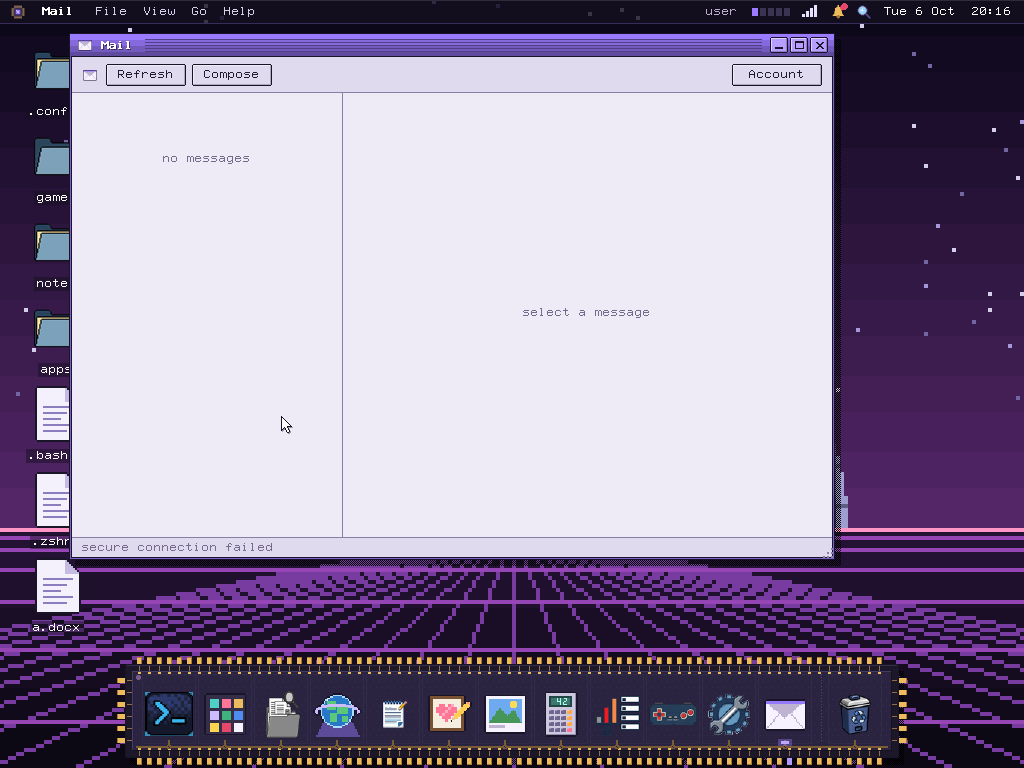 Mail File View Go Help user Tue 6 Oct 20:16
Mail
Refresh Compose Account
.conf
no messages
game
note
select a message
apps
.bash
.zshr
secure connection failed
a.docx
42